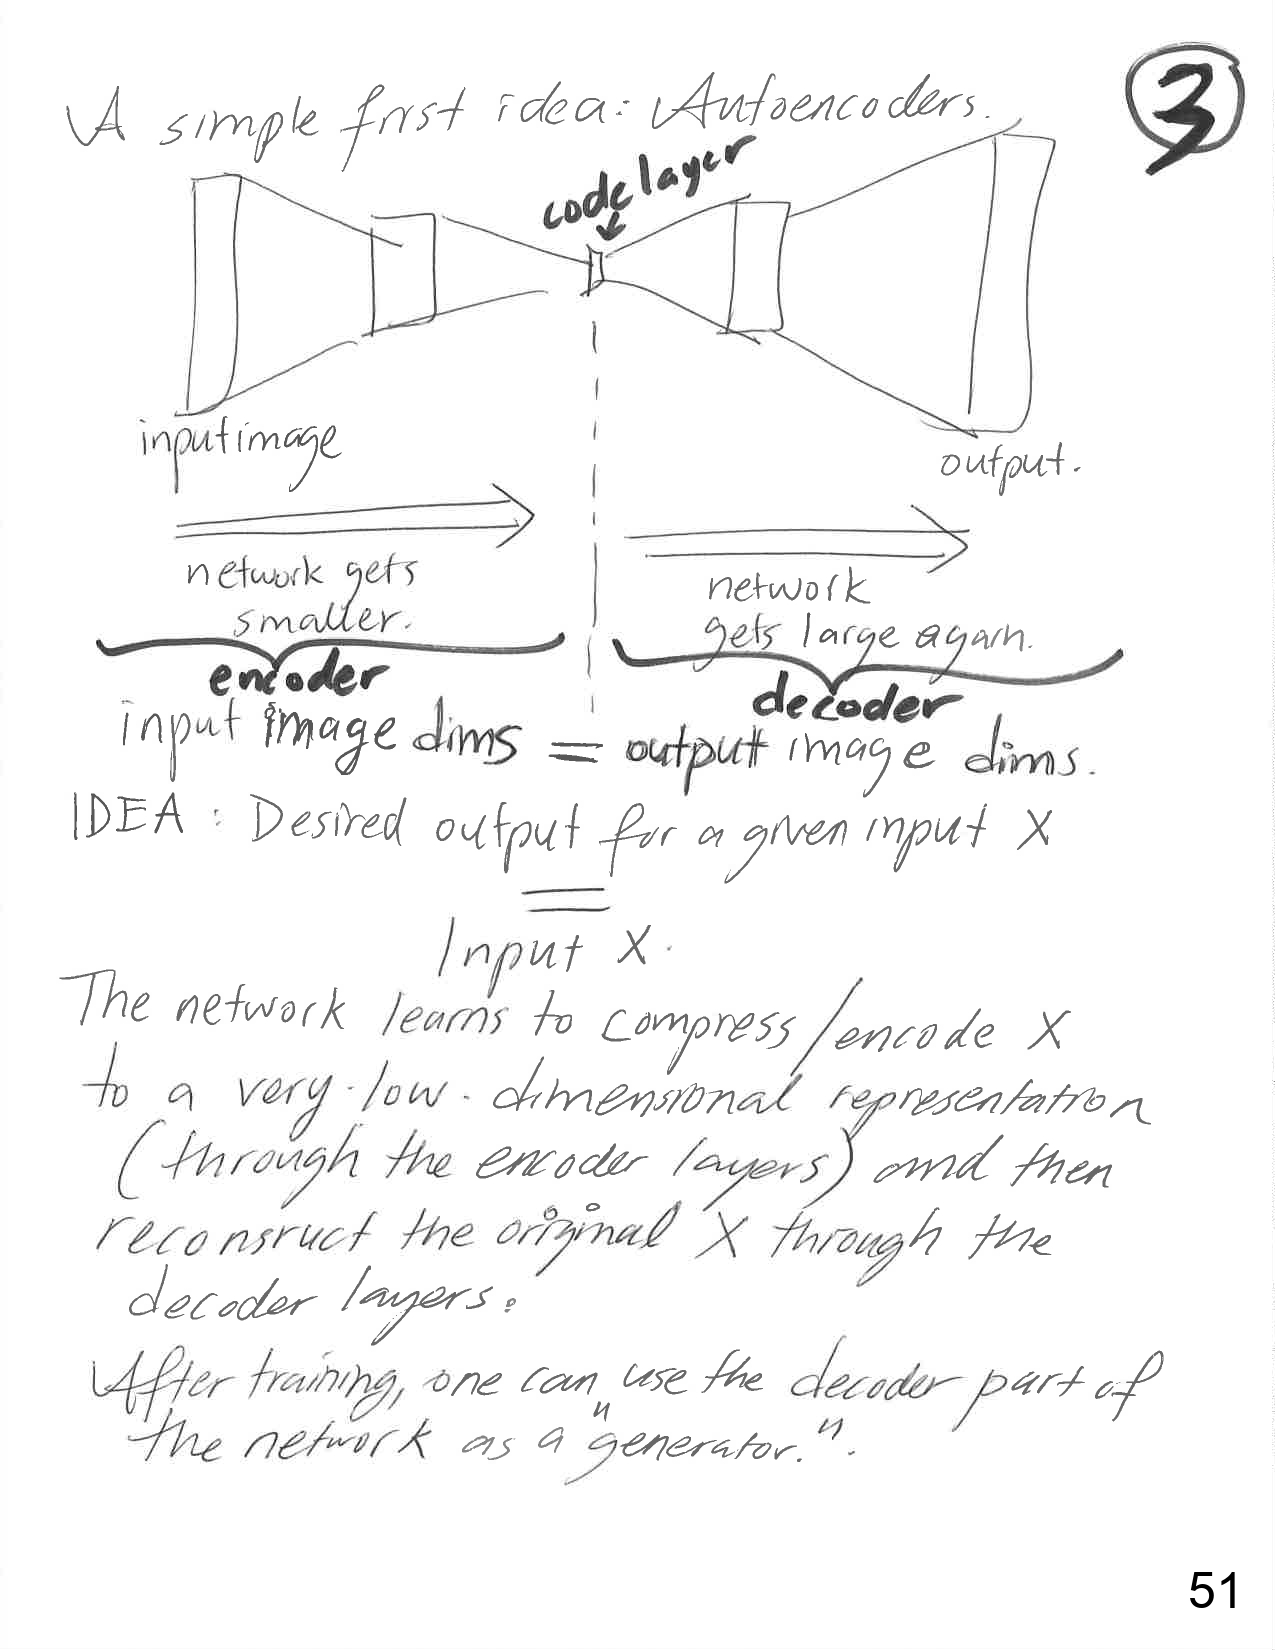 A simple first idea: Autoencoders.
3
code layer
input image
output.
network gets
smaller.
encoder
network
gets large again.
decoder
input image dims = output image dims.
IDEA: Desired output for a given input X
=
Input X.
The network learns to compress/encode X
to a very-low-dimensional representation
(through the encoder layers) and then
reconsruct the original X through the
decoder layers.
After training, one can use the decoder part of
the network as a "generator.".
51